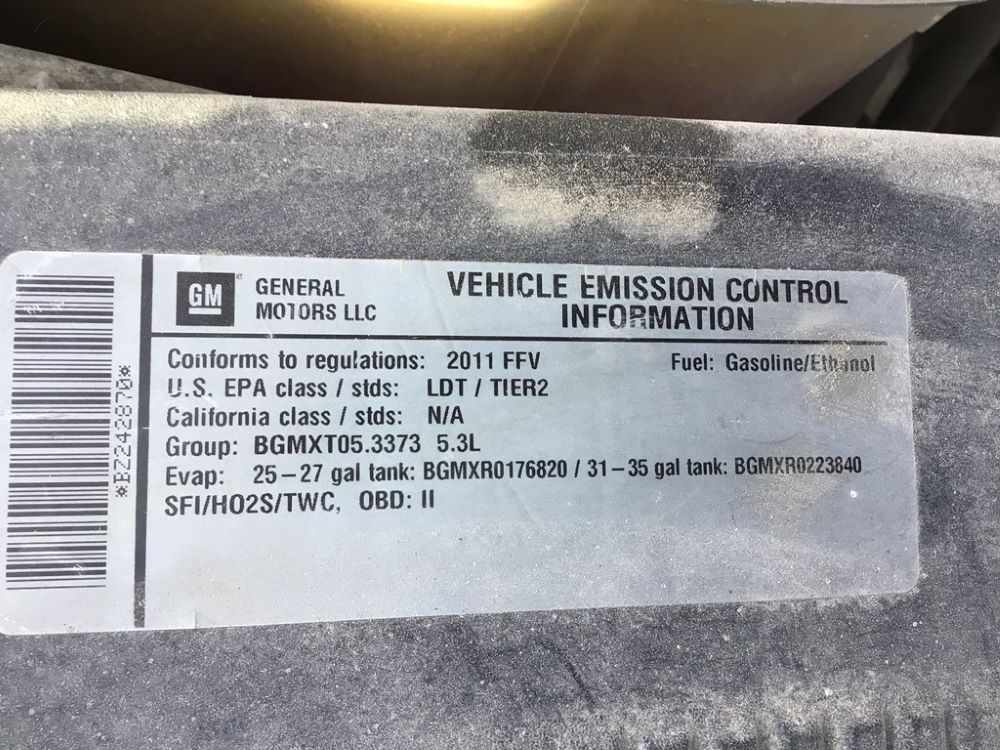 GM
GENERAL
MOTORS LLC
VEHICLE EMISSION CONTROL
INFORMATION
Conforms to regulations: 2011 FFV
Fuel: Gasoline/Ethanol
U.S. EPA class / stds: LDT / TIER2
California class / stds: N/A
Group: BGMXT05.3373 5.3L
Evap: 25-27 gal tank: BGMXR0176820 / 31-35 gal tank: BGMXR0223840
SFI/HO2S/TWC, OBD: II
*BZ242870*